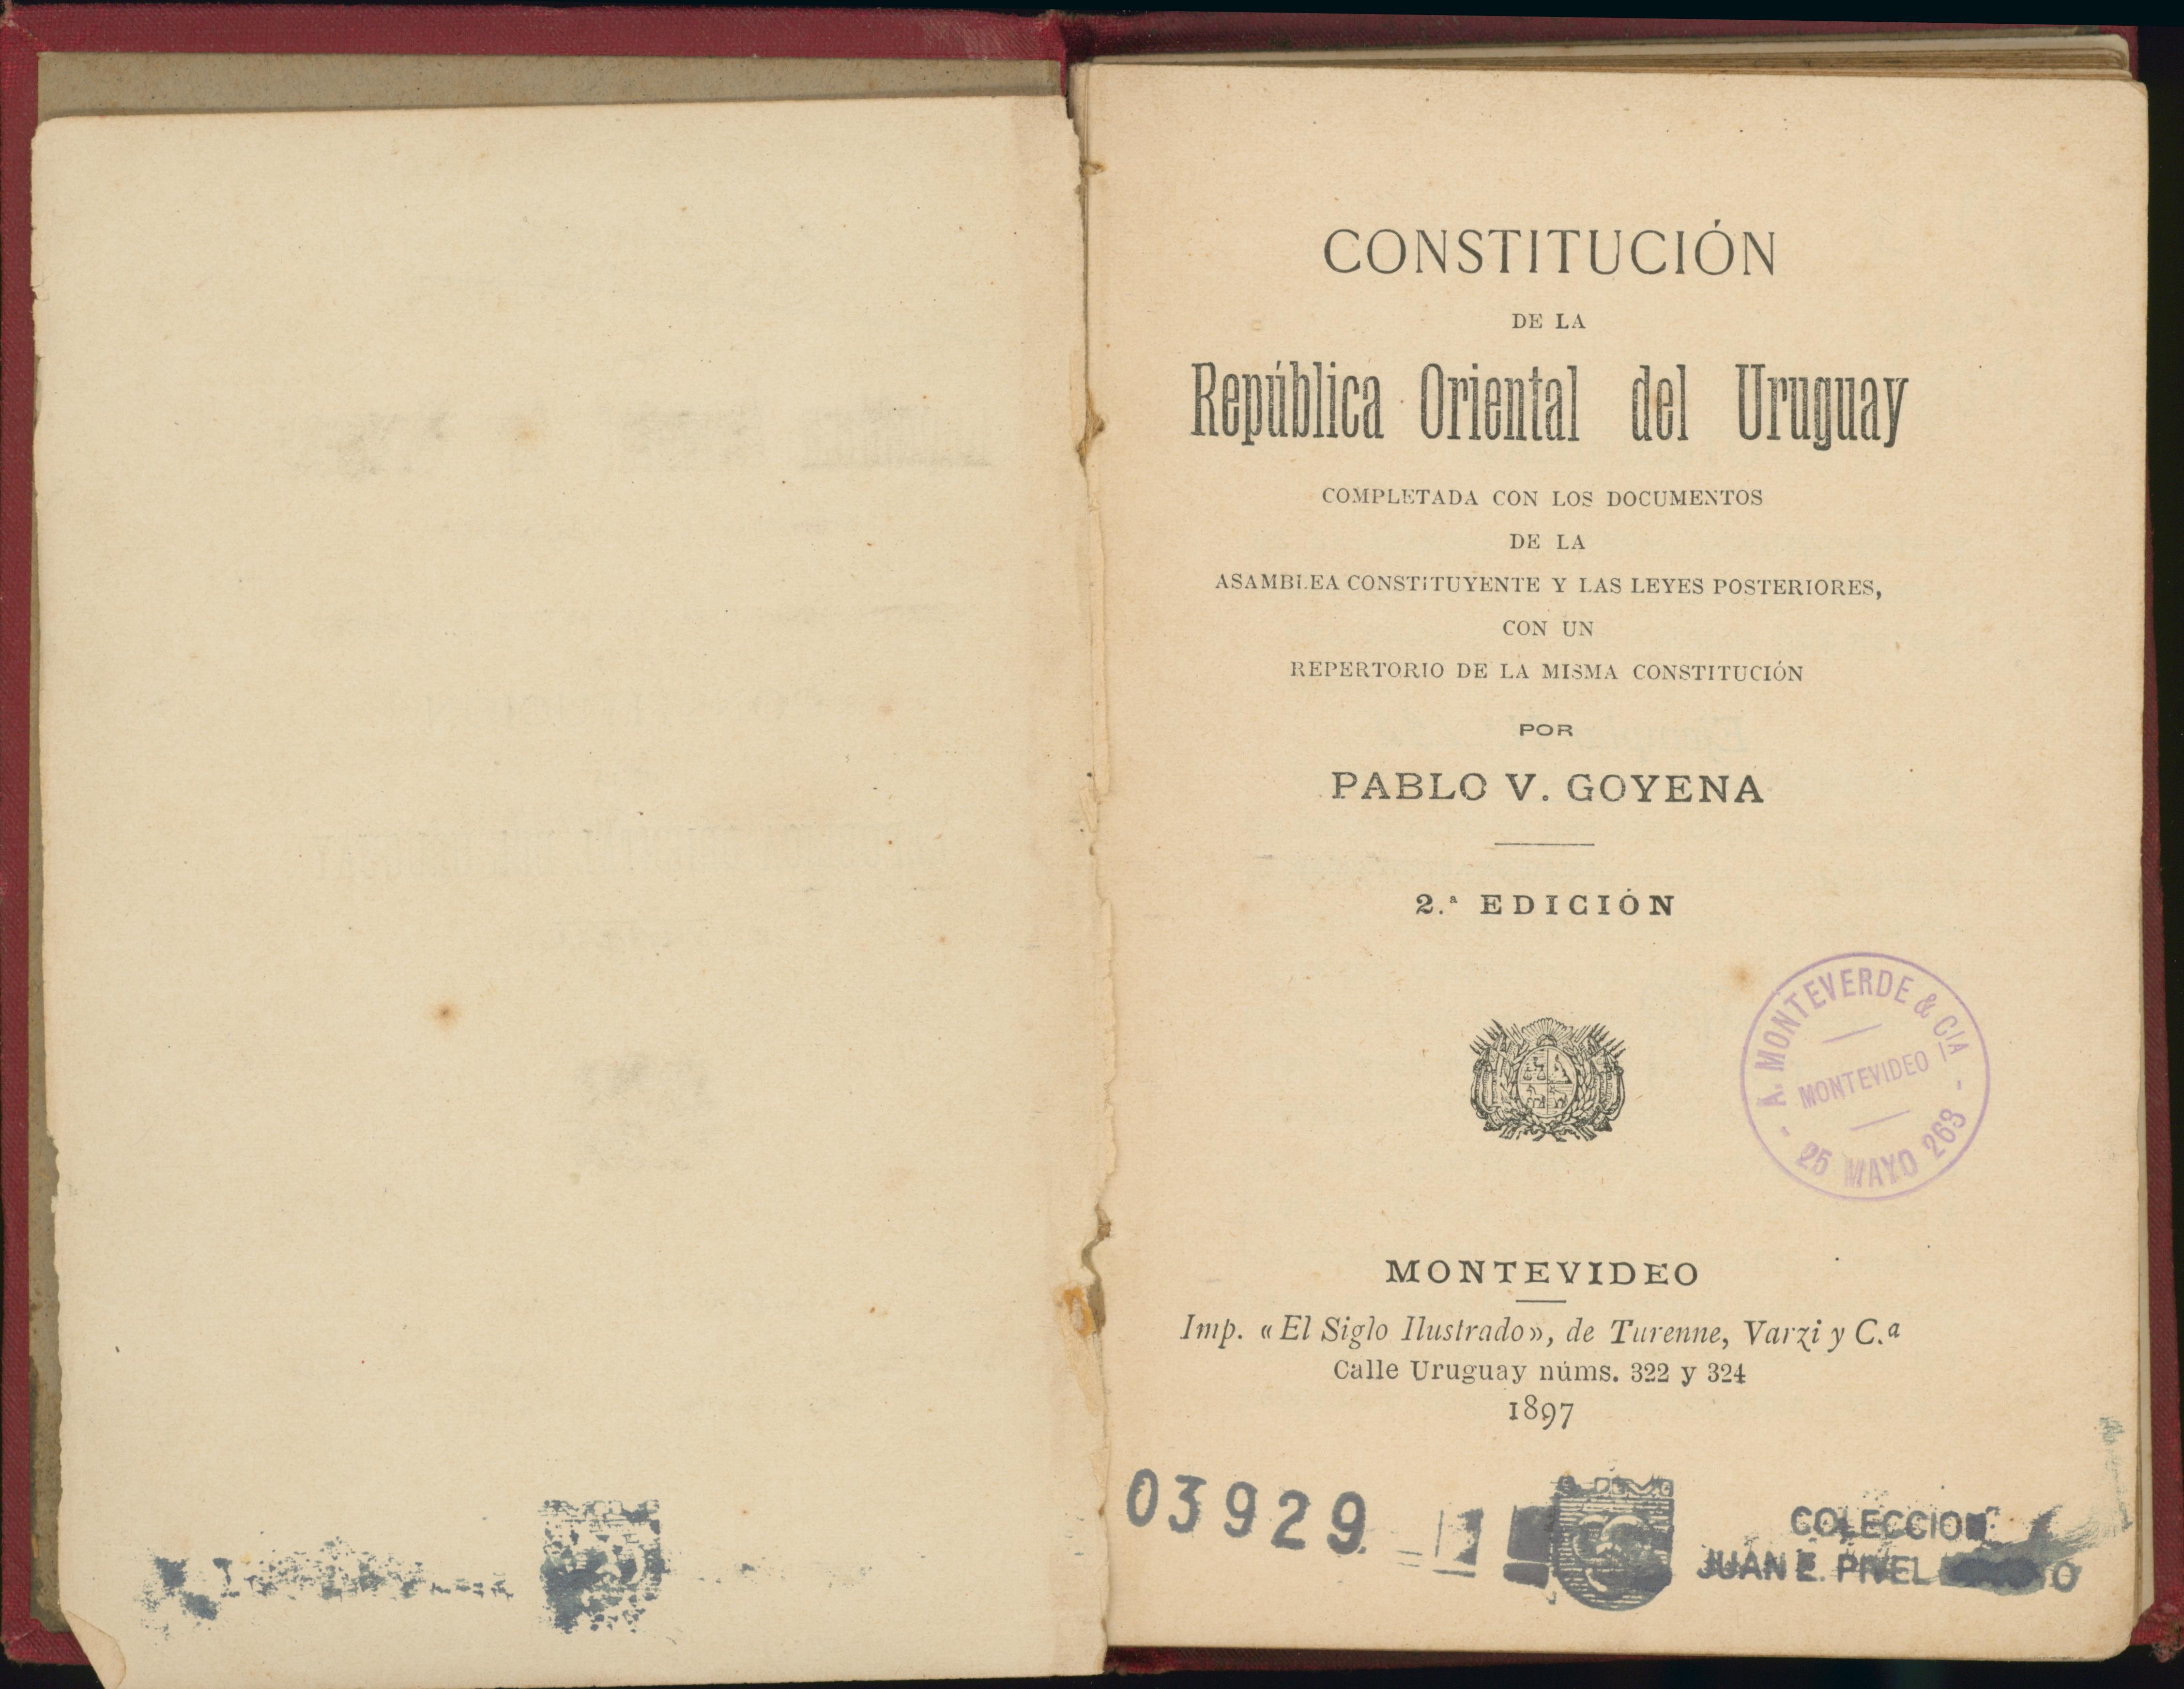 CONSTITUCIÓN
DE LA
República Oriental del Uruguay
COMPLETADA CON LOS DOCUMENTOS
DE LA
ASAMBLEA CONSTITUYENTE Y LAS LEYES POSTERIORES,
CON UN
REPERTORIO DE LA MISMA CONSTITUCIÓN
POR
PABLO V. GOYENA
2.ª EDICIÓN
A. MONTEVERDE & CIA
MONTEVIDEO
25 MAYO 263
MONTEVIDEO
Imp. «El Siglo Ilustrado», de Turenne, Varzi y C.ª
Calle Uruguay núms. 322 y 324
1897
03929
COLECCION
JUAN E. PIVEL